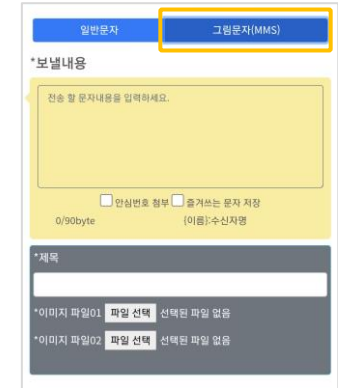 일반문자 그림문자(MMS)
*보낼내용
전송 할 문자내용을 입력하세요.
안심번호 첨부 즐겨쓰는 문자 저장
0/90byte {이름}:수신자명
*제목
*이미지 파일01 파일 선택 선택된 파일 없음
*이미지 파일02 파일 선택 선택된 파일 없음